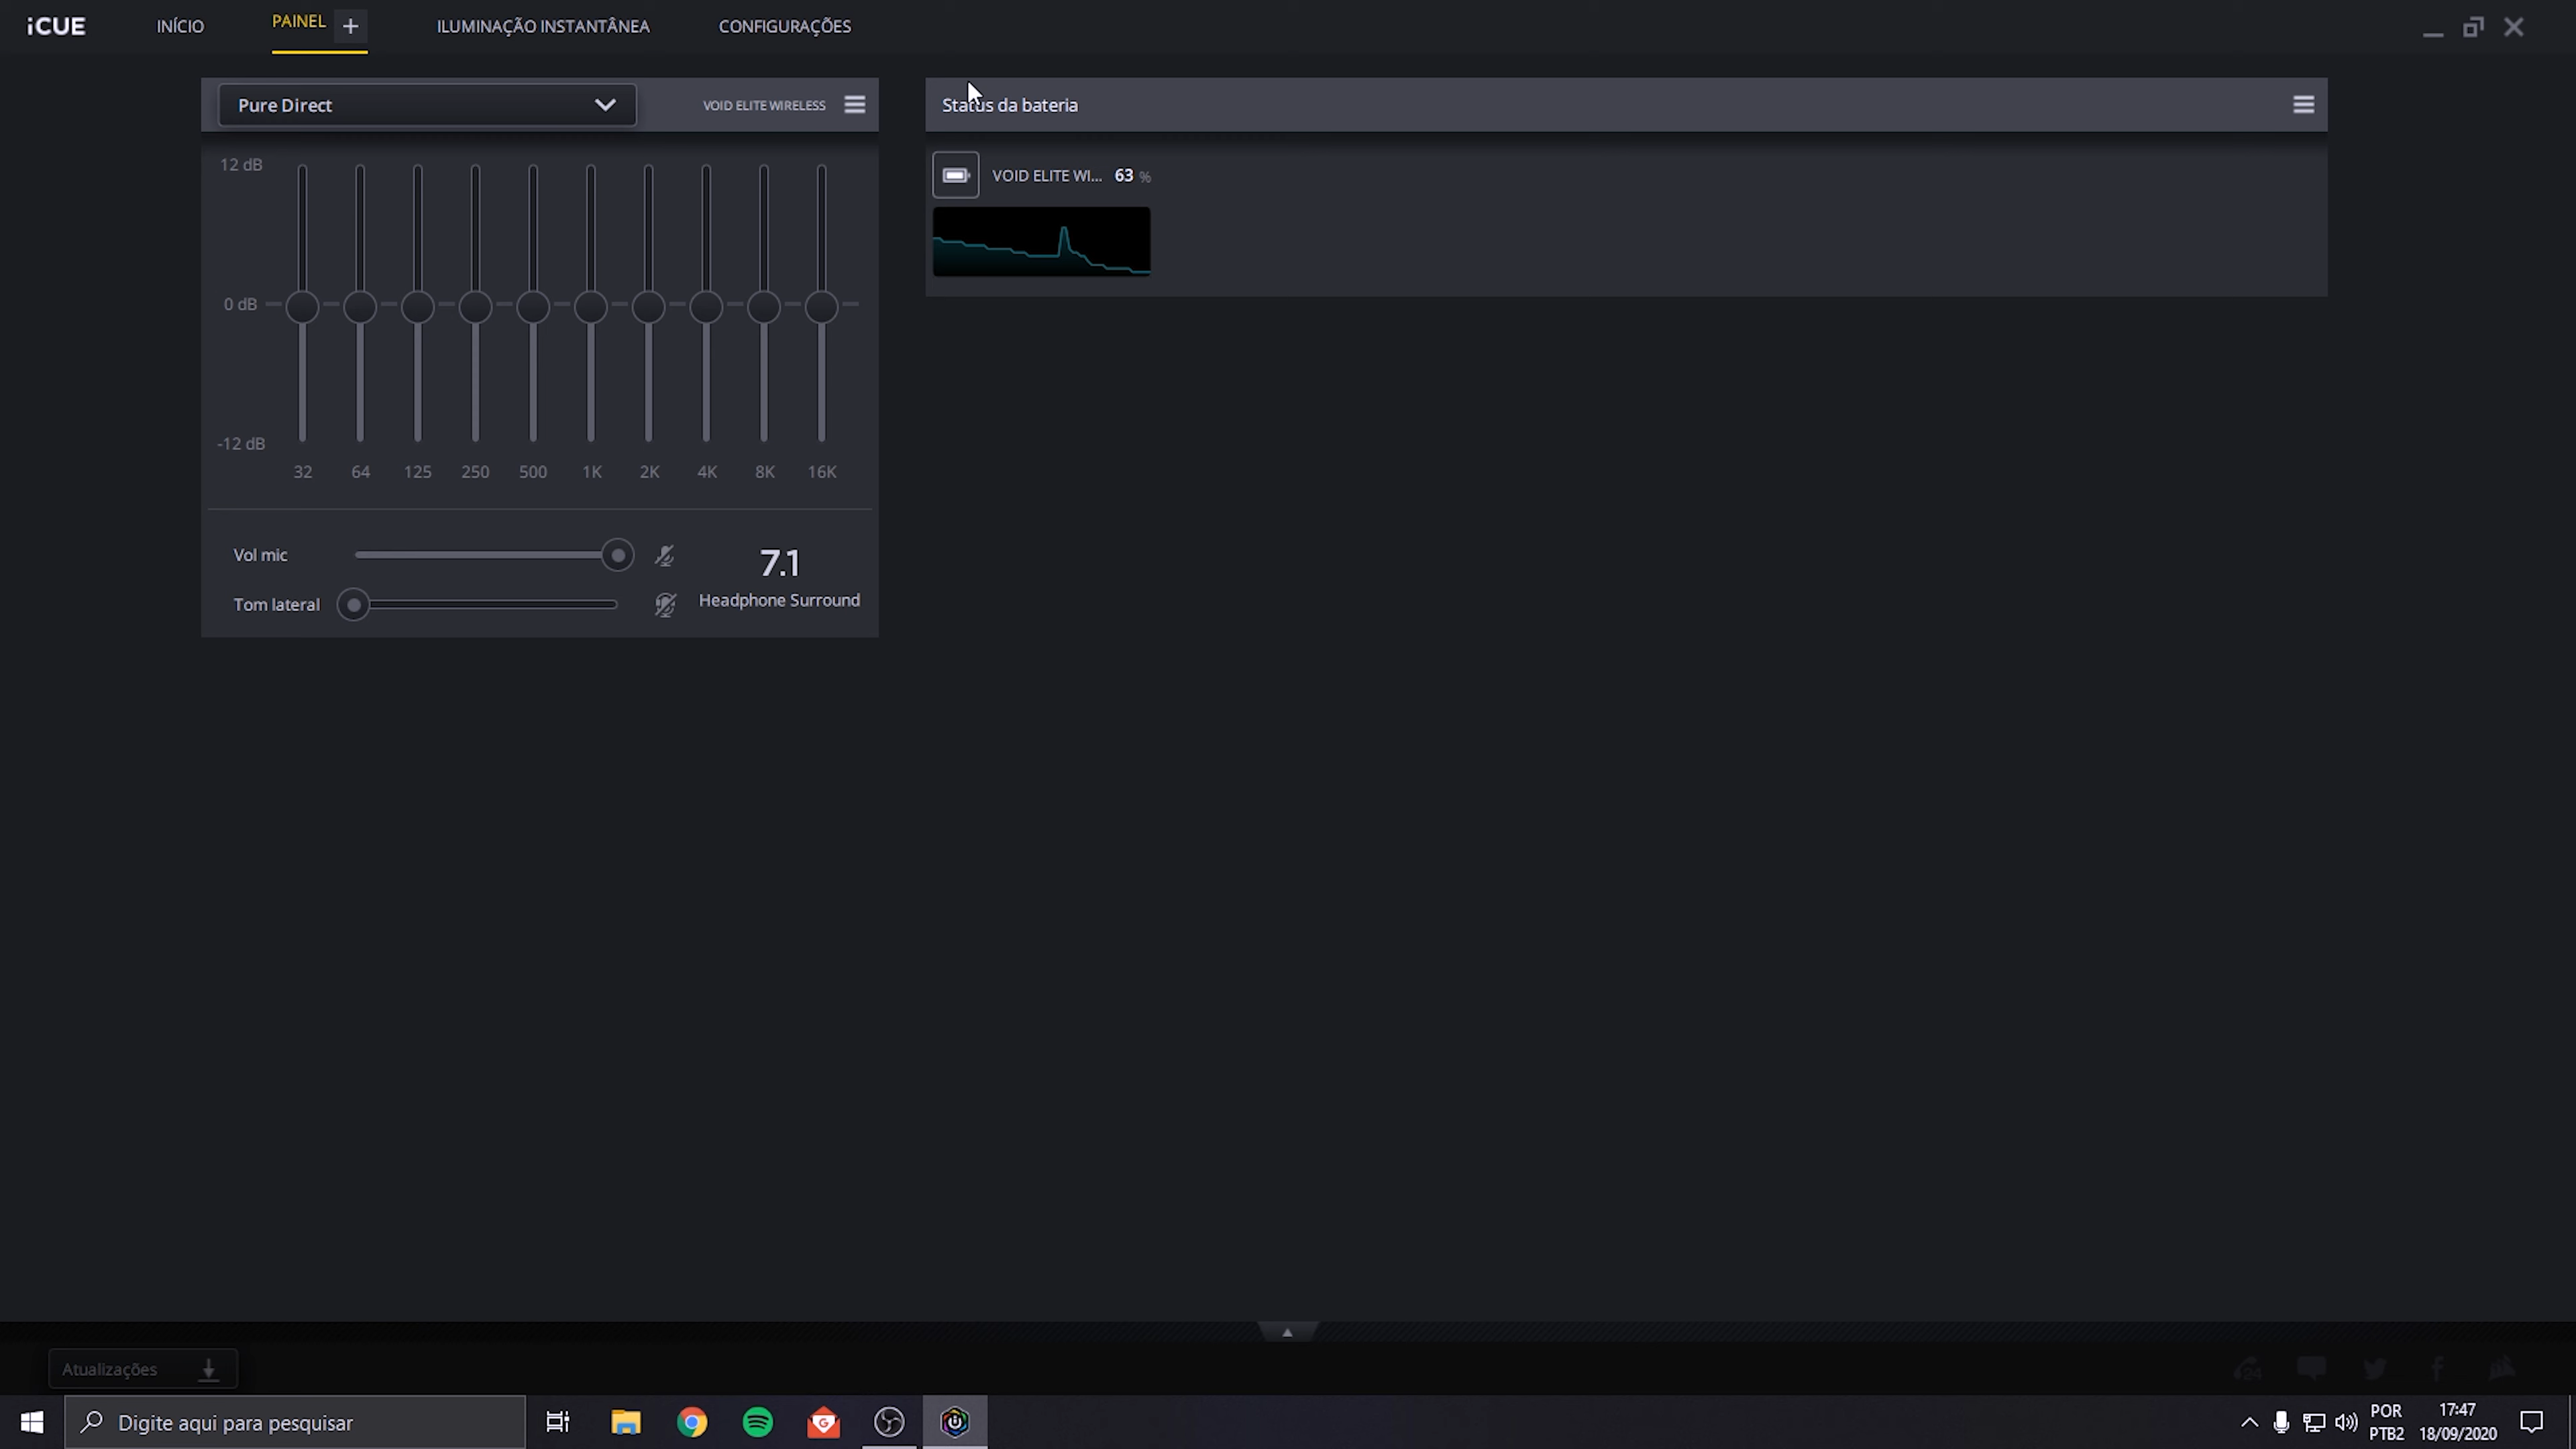 iCUE
INÍCIO
PAINEL +
ILUMINAÇÃO INSTANTÂNEA
CONFIGURAÇÕES
Pure Direct
VOID ELITE WIRELESS
12 dB
0 dB
-12 dB
32 64 125 250 500 1K 2K 4K 8K 16K
Vol mic
Tom lateral
7.1
Headphone Surround
Status da bateria
VOID ELITE WI... 63 %
Atualizações
24
Digite aqui para pesquisar
POR
PTB2
17:47
18/09/2020